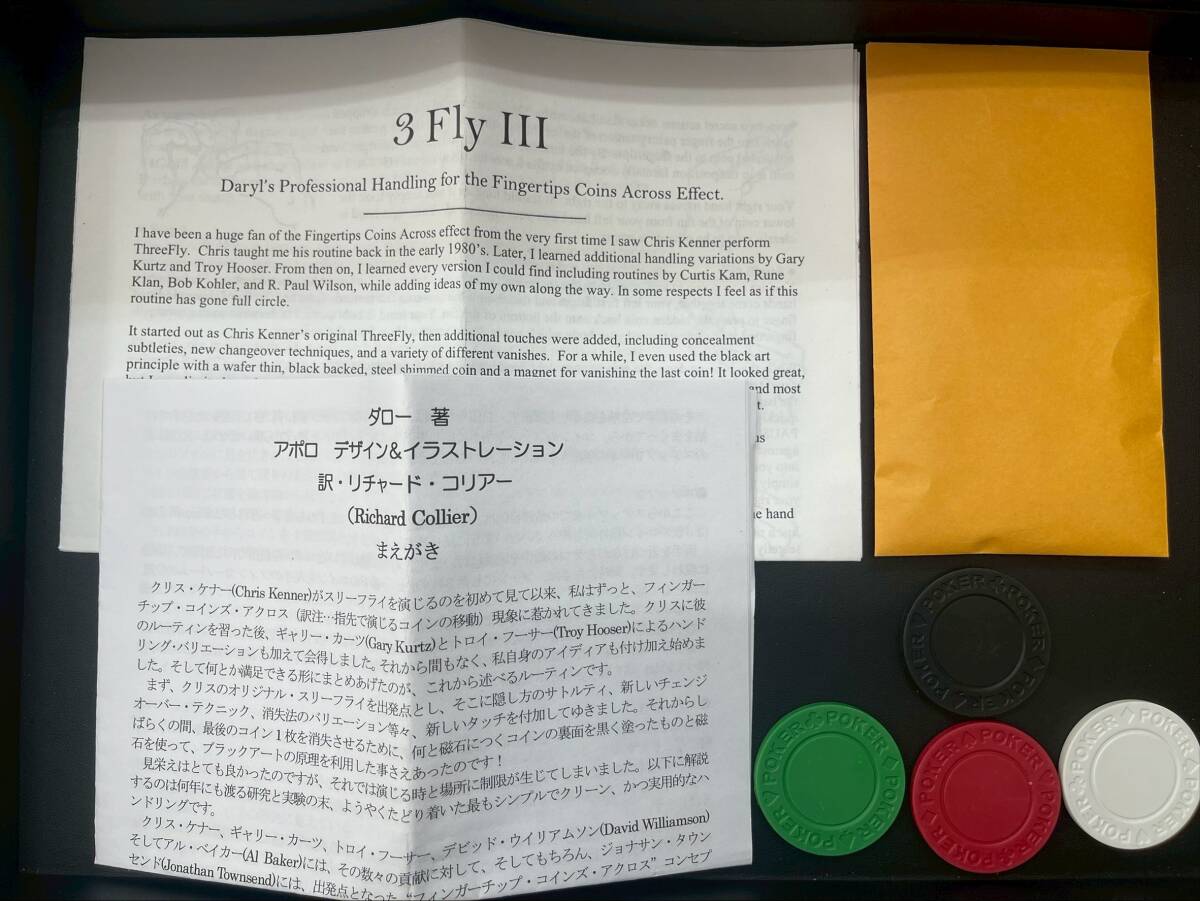 3 Fly III
Daryl's Professional Handling for the Fingertips Coins Across Effect.
I have been a huge fan of the Fingertips Coins Across effect from the very first time I saw Chris Kenner perform
ThreeFly. Chris taught me his routine back in the early 1980's. Later, I learned additional handling variations by Gary
Kurtz and Troy Hooser. From then on, I learned every version I could find including routines by Curtis Kam, Rune
Klan, Bob Kohler, and R. Paul Wilson, while adding ideas of my own along the way. In some respects I feel as if this
routine has gone full circle.
It started out as Chris Kenner's original ThreeFly, then additional touches were added, including concealment
subtleties, new changeover techniques, and a variety of different vanishes. For a while, I even used the black art
principle with a wafer thin, black backed, steel shimmed coin and a magnet for vanishing the last coin! It looked great,
and most
t.
us
e hand
ダロー 著
アポロ デザイン&イラストレーション
訳・リチャード・コリアー
(Richard Collier)
まえがき
クリス・ケナー(Chris Kenner)がスリーフライを演じるのを初めて見て以来、私はずっと、フィンガー
チップ・コインズ・アクロス(訳注…指先で演じるコインの移動)現象に惹かれてきました。クリスに彼
のルーティンを習った後、ギャリー・カーツ(Gary Kurtz)とトロイ・フーサー(Troy Hooser)によるハンド
リング・バリエーションも加えて会得しました。それから間もなく、私自身のアイディアも付け加え始めま
した。そして何とか満足できる形にまとめあげたのが、これから述べるルーティンです。
まず、クリスのオリジナル・スリーフライを出発点とし、そこに隠し方のサトルティ、新しいチェンジ
オーバー・テクニック、消失法のバリエーション等々、新しいタッチを付加してゆきました。それからし
ばらくの間、最後のコイン1枚を消失させるために、何と磁石につくコインの裏面を黒く塗ったものと磁
石を使って、ブラックアートの原理を利用した事さえあったのです!
見栄えはとても良かったのですが、それでは演じる時と場所に制限が生じてしまいました。以下に解説
するのは何年にも渡る研究と実験の末、ようやくたどり着いた最もシンプルでクリーン、かつ実用的なハ
ンドリングです。
クリス・ケナー、ギャリー・カーツ、トロイ・フーサー、デビッド・ウイリアムソン(David Williamson)
そしてアル・ベイカー(Al Baker)には、その数々の貢献に対して、そしてもちろん、ジョナサン・タウン
センド(Jonathan Townsend)には、出発点となった"フィンガーチップ・コインズ・アクロス"コンセプ
POKER POKER POKER POKER
POKER POKER POKER POKER
POKER POKER POKER POKER
POKER POKER POKER POKER